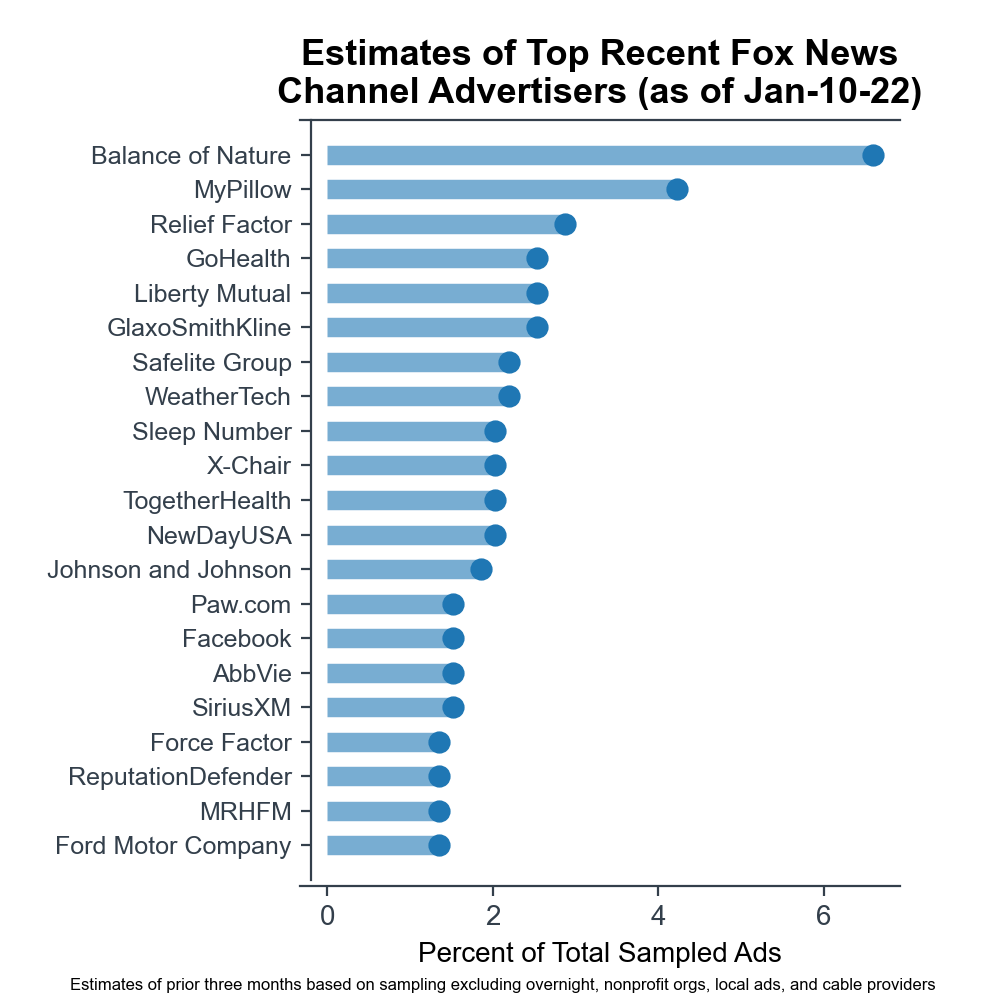 Estimates of Top Recent Fox News
Channel Advertisers (as of Jan-10-22)
Balance of Nature
MyPillow
Relief Factor
GoHealth
Liberty Mutual
GlaxoSmithKline
Safelite Group
WeatherTech
Sleep Number
X-Chair
TogetherHealth
NewDayUSA
Johnson and Johnson
Paw.com
Facebook
AbbVie
SiriusXM
Force Factor
ReputationDefender
MRHFM
Ford Motor Company
0 2 4 6
Percent of Total Sampled Ads
Estimates of prior three months based on sampling excluding overnight, nonprofit orgs, local ads, and cable providers